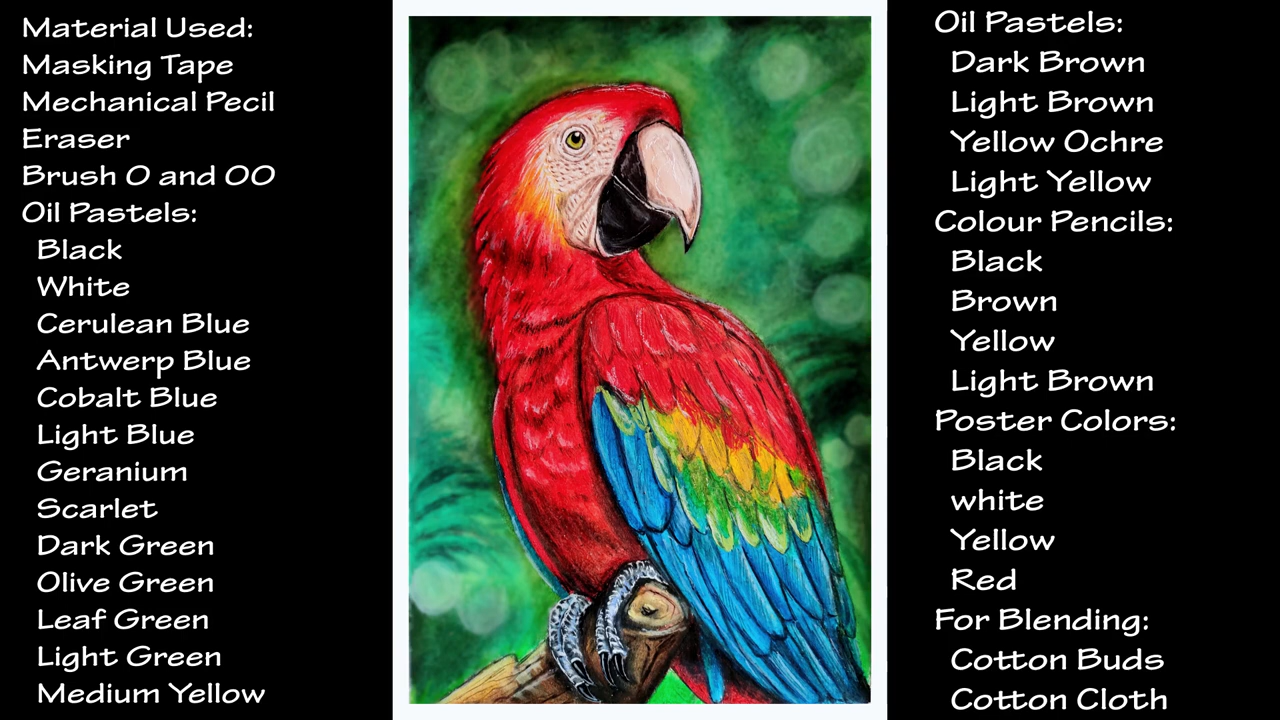 Material Used:
Masking Tape
Mechanical Pecil
Eraser
Brush 0 and 00
Oil Pastels:
Black
White
Cerulean Blue
Antwerp Blue
Cobalt Blue
Light Blue
Geranium
Scarlet
Dark Green
Olive Green
Leaf Green
Light Green
Medium Yellow
Oil Pastels:
Dark Brown
Light Brown
Yellow Ochre
Light Yellow
Colour Pencils:
Black
Brown
Yellow
Light Brown
Poster Colors:
Black
white
Yellow
Red
For Blending:
Cotton Buds
Cotton Cloth